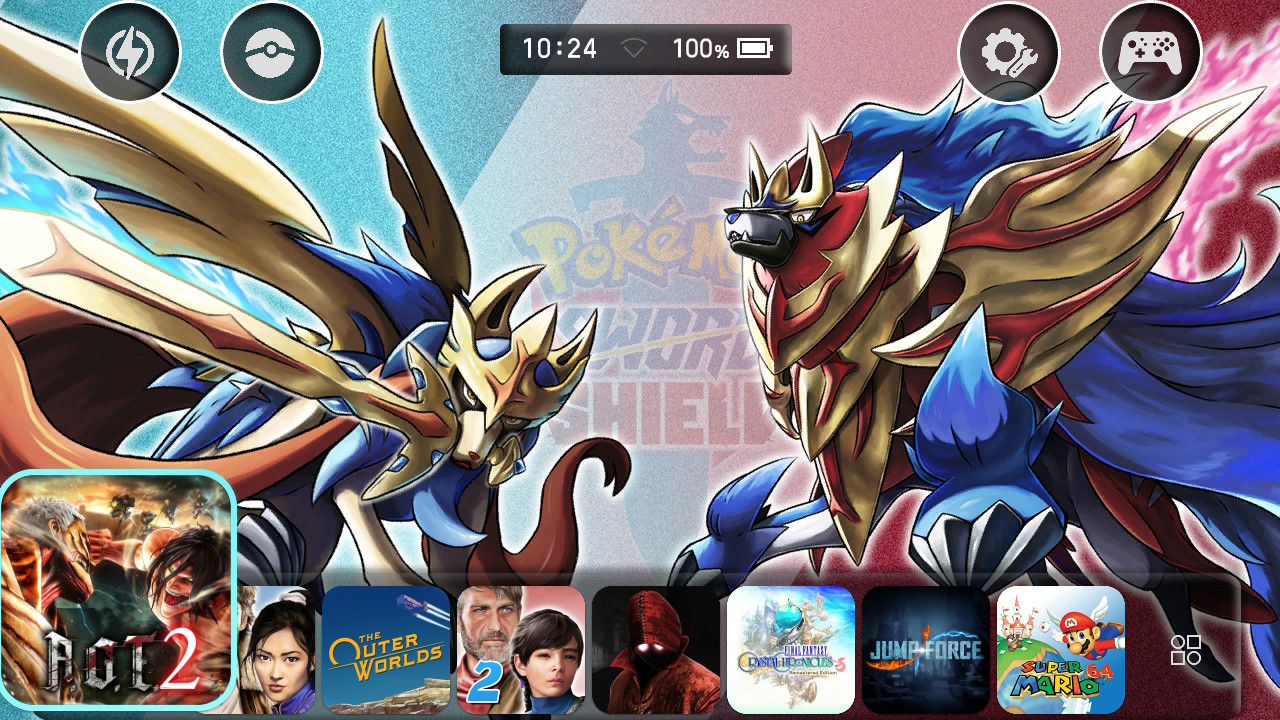 10:24
100%
POKÉM
SWORD
SHIEL
A.O.T.2
THE
OUTER
WORLDS
2
FINAL FANTASY
CRYSTAL CHRONICLES
Remastered Edition
JUMP FORCE
SUPER
MARIO 64
M